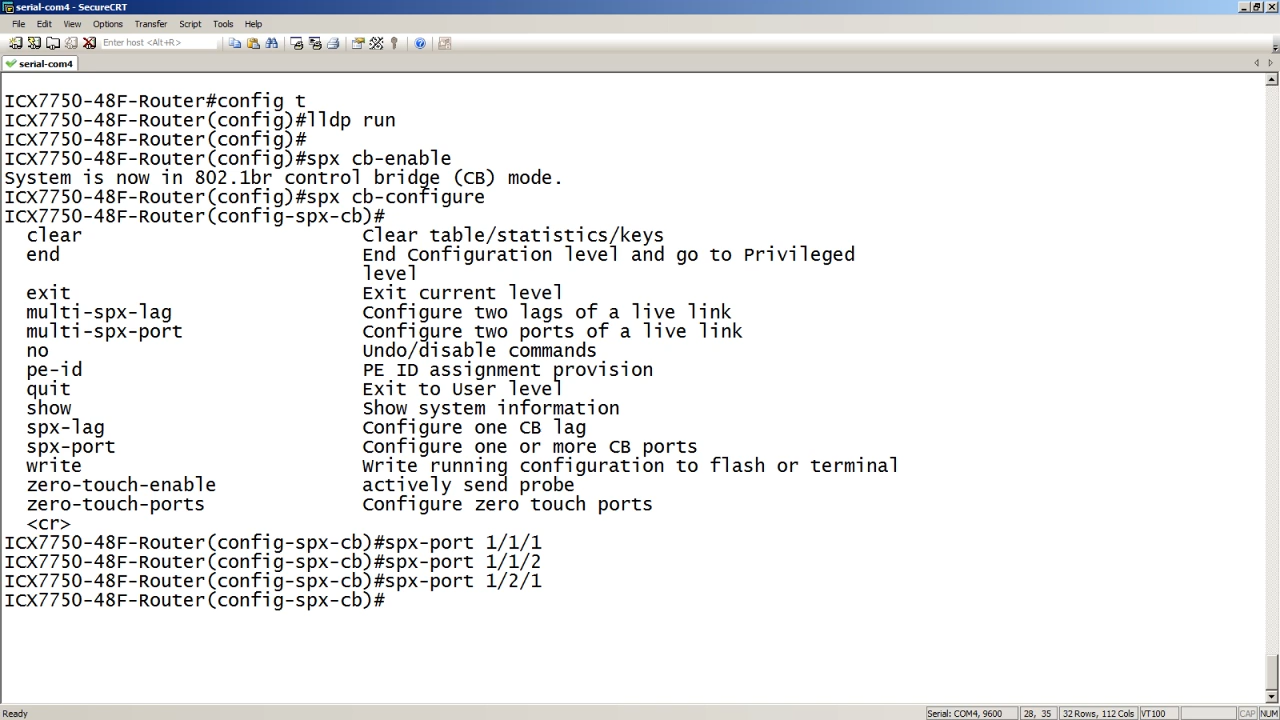 serial-com4 - SecureCRT
File Edit View Options Transfer Script Tools Help
Enter host <Alt+R>
serial-com4
ICX7750-48F-Router#config t
ICX7750-48F-Router(config)#lldp run
ICX7750-48F-Router(config)#
ICX7750-48F-Router(config)#spx cb-enable
System is now in 802.1br control bridge (CB) mode.
ICX7750-48F-Router(config)#spx cb-configure
ICX7750-48F-Router(config-spx-cb)#
clear Clear table/statistics/keys
end End Configuration level and go to Privileged
level
exit Exit current level
multi-spx-lag Configure two lags of a live link
multi-spx-port Configure two ports of a live link
no Undo/disable commands
pe-id PE ID assignment provision
quit Exit to User level
show Show system information
spx-lag Configure one CB lag
spx-port Configure one or more CB ports
write Write running configuration to flash or terminal
zero-touch-enable actively send probe
zero-touch-ports Configure zero touch ports
<cr>
ICX7750-48F-Router(config-spx-cb)#spx-port 1/1/1
ICX7750-48F-Router(config-spx-cb)#spx-port 1/1/2
ICX7750-48F-Router(config-spx-cb)#spx-port 1/2/1
ICX7750-48F-Router(config-spx-cb)#
Ready Serial: COM4, 9600 28, 35 32 Rows, 112 Cols VT100 CAP NUM